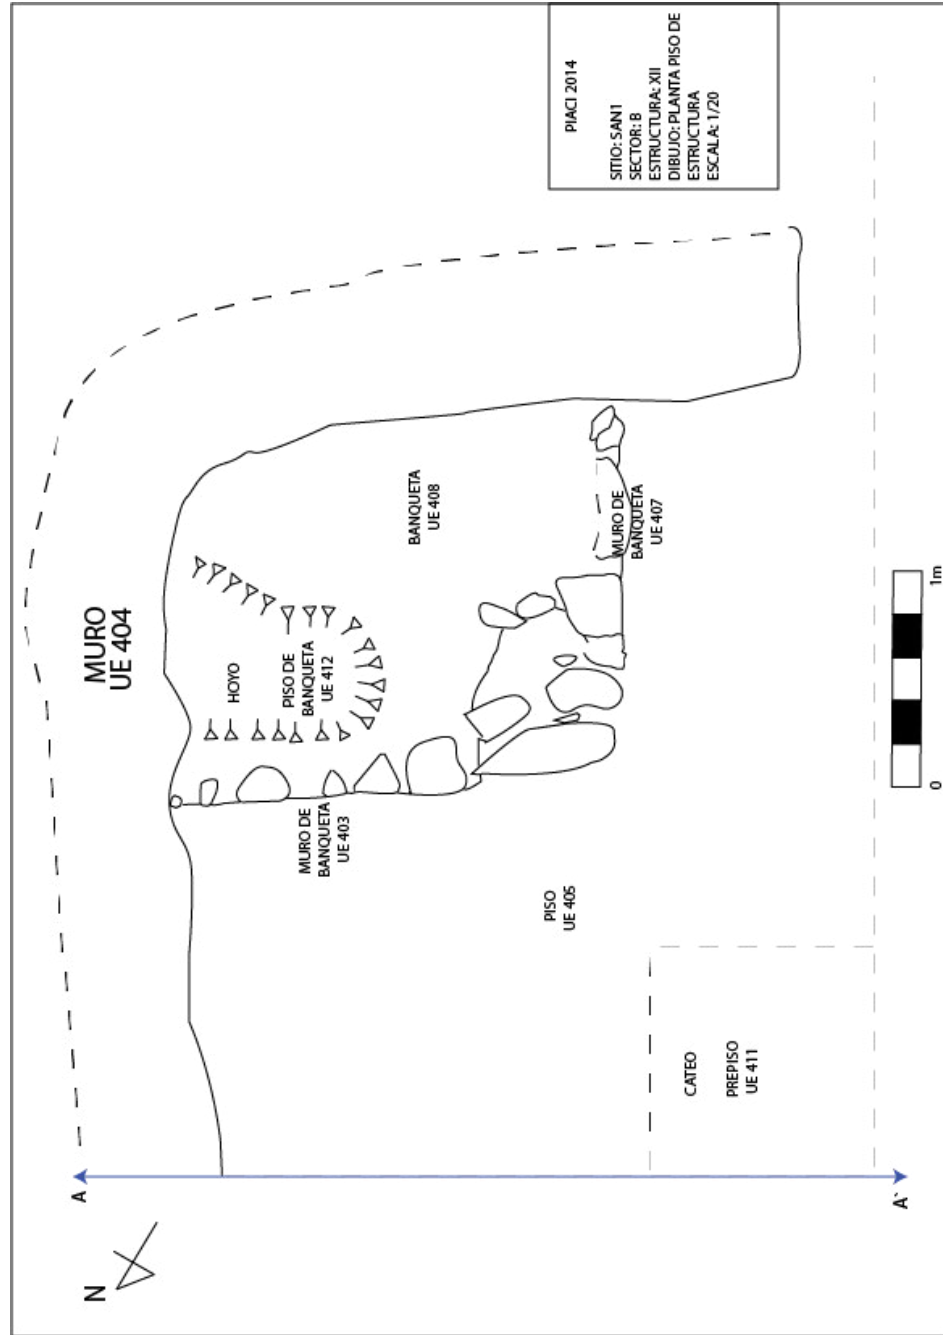 PIACI 2014
SITIO: SAN1
SECTOR: B
ESTRUCTURA: XII
DIBUJO: PLANTA PISO DE
ESTRUCTURA
ESCALA: 1/20
MURO
UE 404
BANQUETA
UE 408
MURO DE
BANQUETA
UE 407
HOYO
PISO DE
BANQUETA
UE 412
MURO DE
BANQUETA
UE 403
PISO
UE 405
CATEO
PREPISO
UE 411
A
A`
N
0
1m